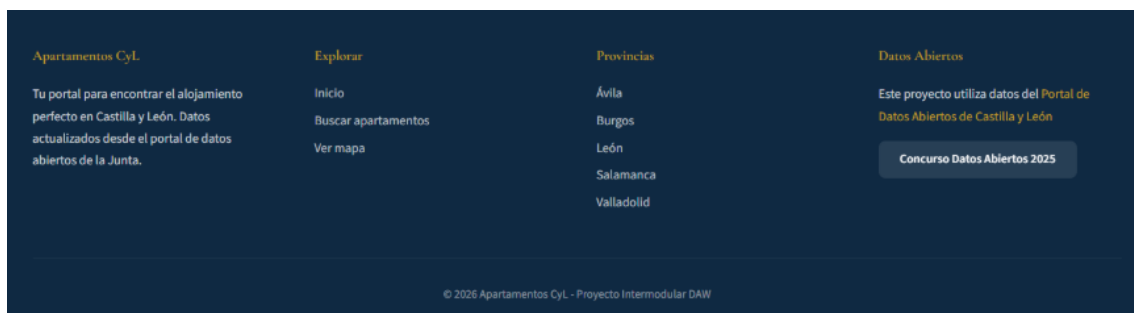 Apartamentos CyL
Tu portal para encontrar el alojamiento
perfecto en Castilla y León. Datos
actualizados desde el portal de datos
abiertos de la Junta.
Explorar
Inicio
Buscar apartamentos
Ver mapa
Provincias
Ávila
Burgos
León
Salamanca
Valladolid
Datos Abiertos
Este proyecto utiliza datos del Portal de
Datos Abiertos de Castilla y León
Concurso Datos Abiertos 2025
© 2026 Apartamentos CyL - Proyecto Intermodular DAW